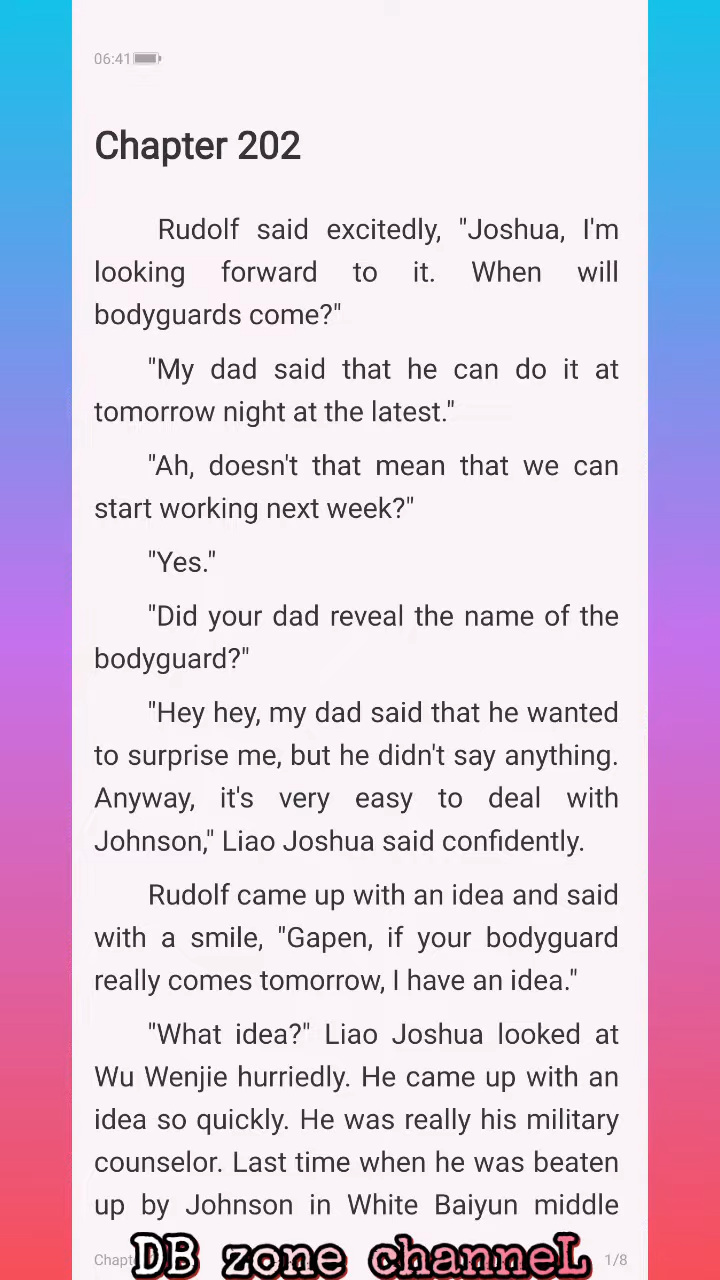 06:41
Chapter 202
Rudolf said excitedly, "Joshua, I'm
looking forward to it. When will
bodyguards come?"
"My dad said that he can do it at
tomorrow night at the latest."
"Ah, doesn't that mean that we can
start working next week?"
"Yes."
"Did your dad reveal the name of the
bodyguard?"
"Hey hey, my dad said that he wanted
to surprise me, but he didn't say anything.
Anyway, it's very easy to deal with
Johnson," Liao Joshua said confidently.
Rudolf came up with an idea and said
with a smile, "Gapen, if your bodyguard
really comes tomorrow, I have an idea."
"What idea?" Liao Joshua looked at
Wu Wenjie hurriedly. He came up with an
idea so quickly. He was really his military
counselor. Last time when he was beaten
up by Johnson in White Baiyun middle
DB zone channeL
1/8